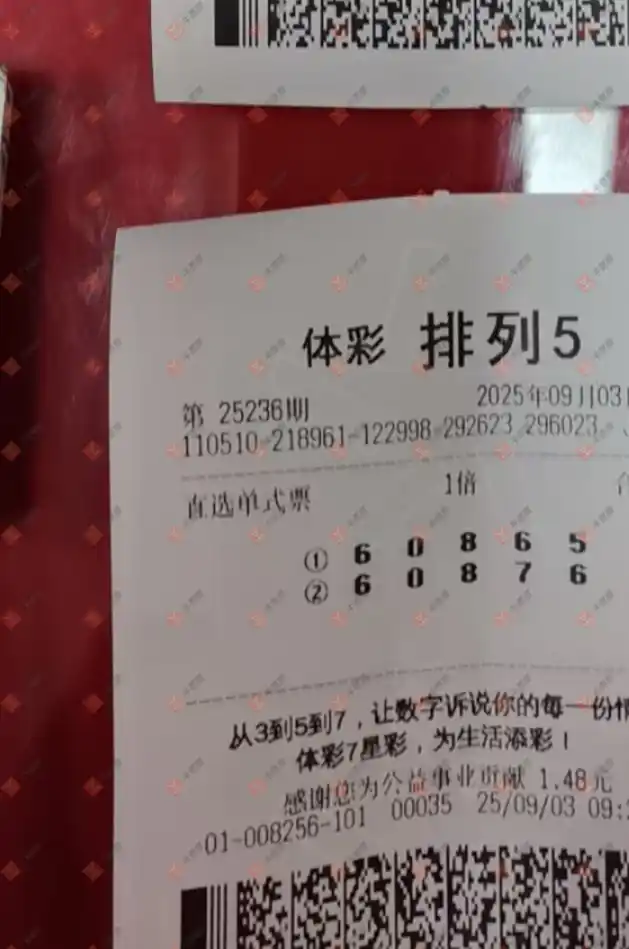 体彩 排列5
第 25236期 2025年09月03
110510-218961-122998-292623 296023
直选单式票 1倍
① 6 0 8 6 5
② 6 0 8 7 6
从3到5到7，让数字诉说你的每一份
体彩7星彩，为生活添彩！
感谢您为公益事业贡献 1.48元
01-008256-101 00035 25/09/03 09: